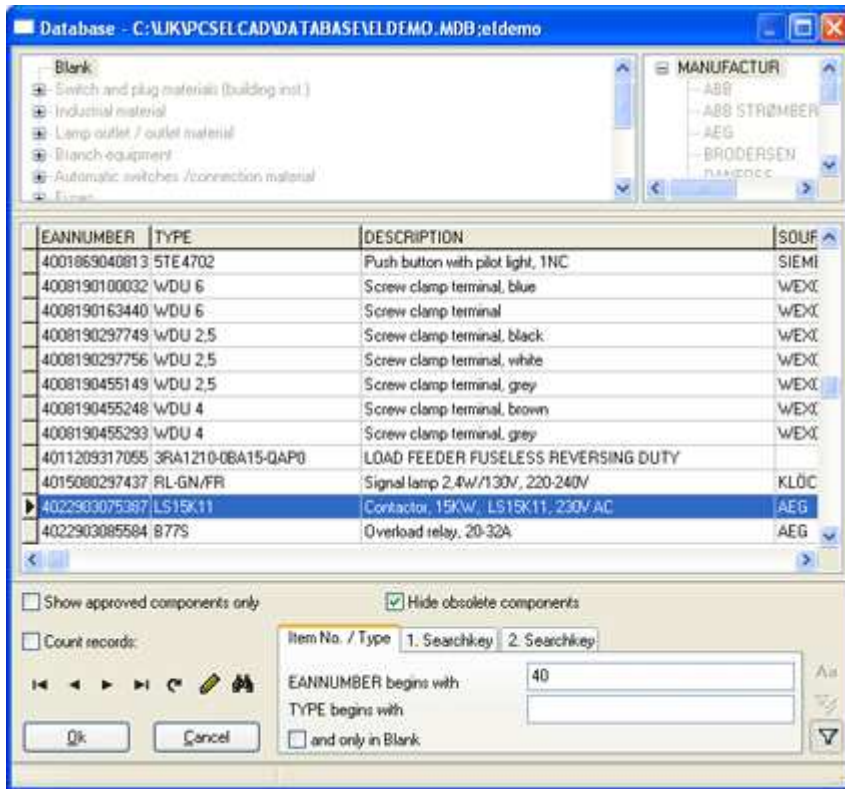 Database - C:\UK\PCSELCAD\DATABASE\ELDEMO.MDB;eldemo
Blank
Switch and plug materials (building inst.)
Industrial material
Lamp outlet / outlet material
Branch equipment
Automatic switches /connection material
MANUFACTUR
ABB
ABB STRØMBER
AEG
BRODERSEN
EANNUMBER TYPE DESCRIPTION
4001869040813 5TE4702 Push button with pilot light, 1NC SIEME
4008190100032 WDU 6 Screw clamp terminal, blue
4008190163440 WDU 6 Screw clamp terminal
4008190297749 WDU 2,5 Screw clamp terminal, black
4008190297756 WDU 2,5 Screw clamp terminal, white
4008190455149 WDU 2,5 Screw clamp terminal, grey
4008190455248 WDU 4 Screw clamp terminal, brown
4008190455293 WDU 4 Screw clamp terminal, grey
4011209317055 3RA1210-0BA15-0AP0 LOAD FEEDER FUSELESS REVERSING DUTY
4015080297437 RL-GN/FR Signal lamp 2,4W/130V, 220-240V KLÖC
4022903075387 LS15K11 Contactor, 15KW, LS15K11, 230V AC AEG
4022903085584 B77S Overload relay, 20-32A AEG
Show approved components only
Hide obsolete components
Count records:
Item No. / Type 1. Searchkey 2. Searchkey
EANNUMBER begins with 40
TYPE begins with
and only in Blank
Ok Cancel